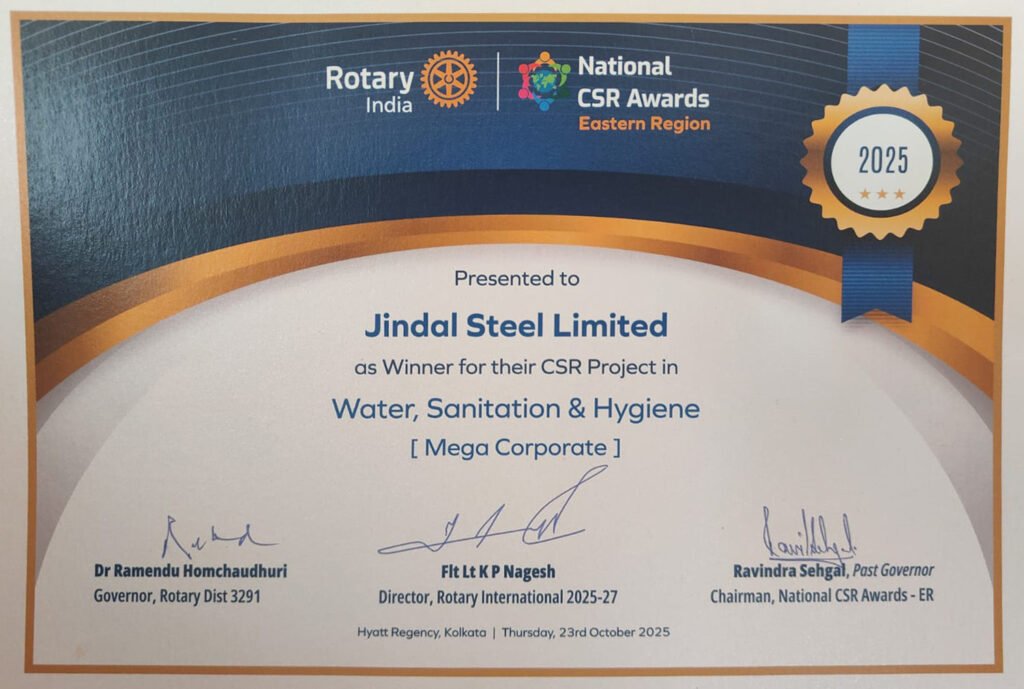 Rotary
India
National
CSR Awards
Eastern Region
2025
Presented to
Jindal Steel Limited
as Winner for their CSR Project in
Water, Sanitation & Hygiene
[ Mega Corporate ]
Dr Ramendu Homchaudhuri
Governor, Rotary Dist 3291
Flt Lt K P Nagesh
Director, Rotary International 2025-27
Ravindra Sehgal, Past Governor
Chairman, National CSR Awards - ER
Hyatt Regency, Kolkata | Thursday, 23rd October 2025